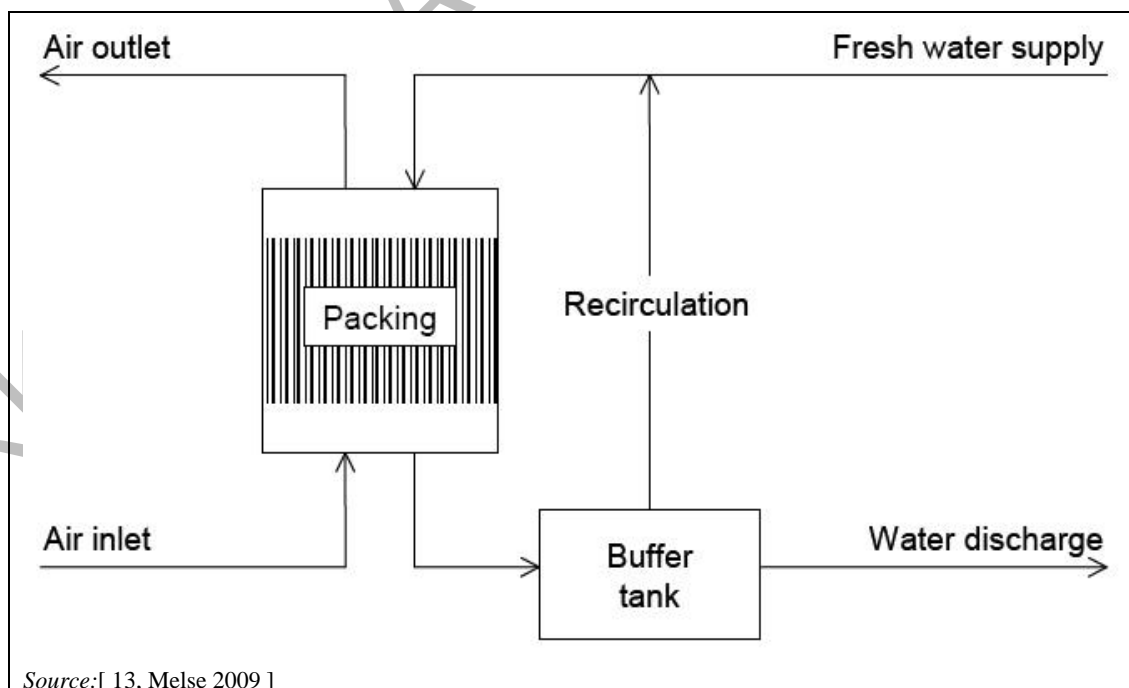 Air outlet
Fresh water supply
Packing
Recirculation
Air inlet
Buffer
tank
Water discharge
Source:[ 13, Melse 2009 ]